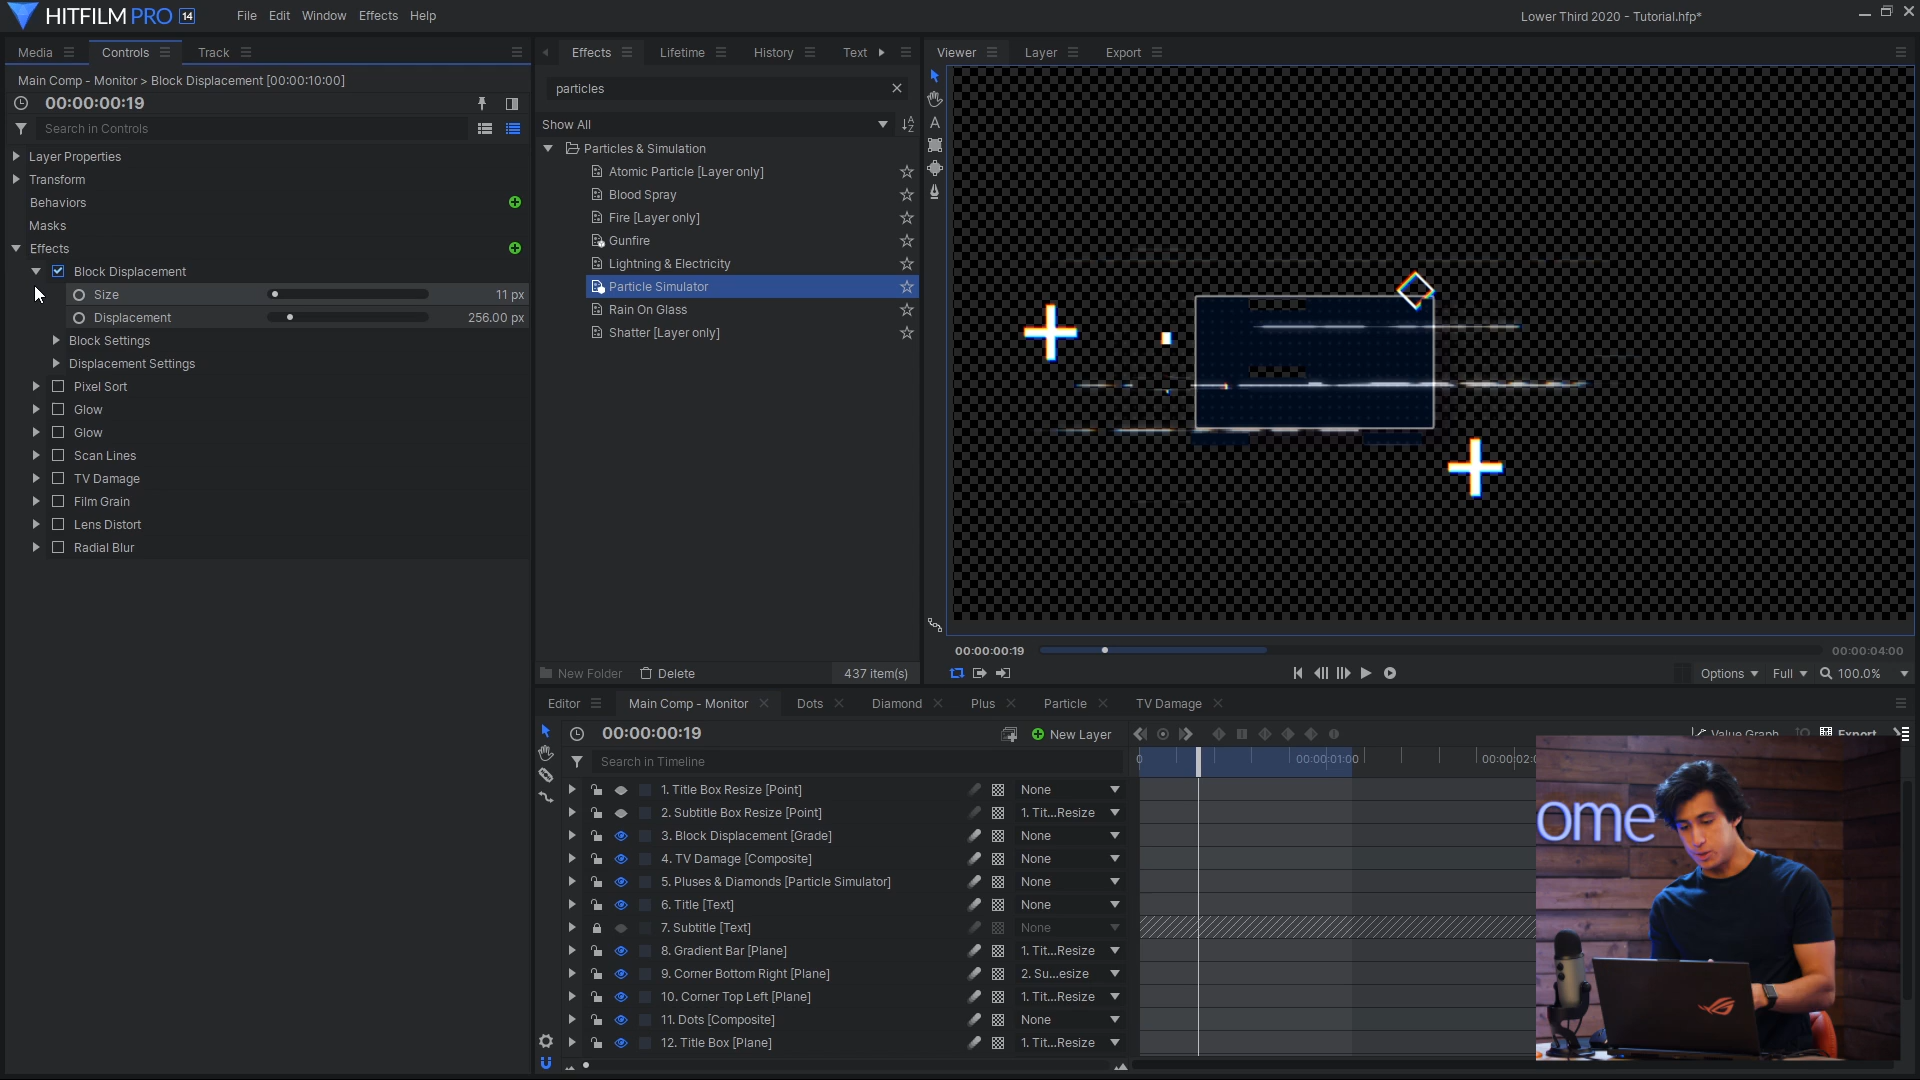 HITFILM PRO 14
File Edit Window Effects Help
Lower Third 2020 - Tutorial.hfp*
Media Controls Track
Effects Lifetime History Text
Viewer Layer Export
Main Comp - Monitor > Block Displacement [00:00:10:00]
00:00:00:19
Search in Controls
Layer Properties
Transform
Behaviors
Masks
Effects
Block Displacement
Size 11 px
Displacement 256.00 px
Block Settings
Displacement Settings
Pixel Sort
Glow
Glow
Scan Lines
TV Damage
Film Grain
Lens Distort
Radial Blur
particles
Show All
Particles & Simulation
Atomic Particle [Layer only]
Blood Spray
Fire [Layer only]
Gunfire
Lightning & Electricity
Particle Simulator
Rain On Glass
Shatter [Layer only]
New Folder Delete 437 item(s)
A
00:00:00:19 00:00:04:00
Options Full 100.0%
Editor Main Comp - Monitor Dots Diamond Plus Particle TV Damage
00:00:00:19 New Layer Value Graph Export
Search in Timeline
0 00:00:01:00 00:00:02:0
1. Title Box Resize [Point] None
2. Subtitle Box Resize [Point] 1. Tit...Resize
3. Block Displacement [Grade] None
4. TV Damage [Composite] None
5. Pluses & Diamonds [Particle Simulator] None
6. Title [Text] None
7. Subtitle [Text] None
8. Gradient Bar [Plane] 1. Tit...Resize
9. Corner Bottom Right [Plane] 2. Su...esize
10. Corner Top Left [Plane] 1. Tit...Resize
11. Dots [Composite] None
12. Title Box [Plane] 1. Tit...Resize
ome